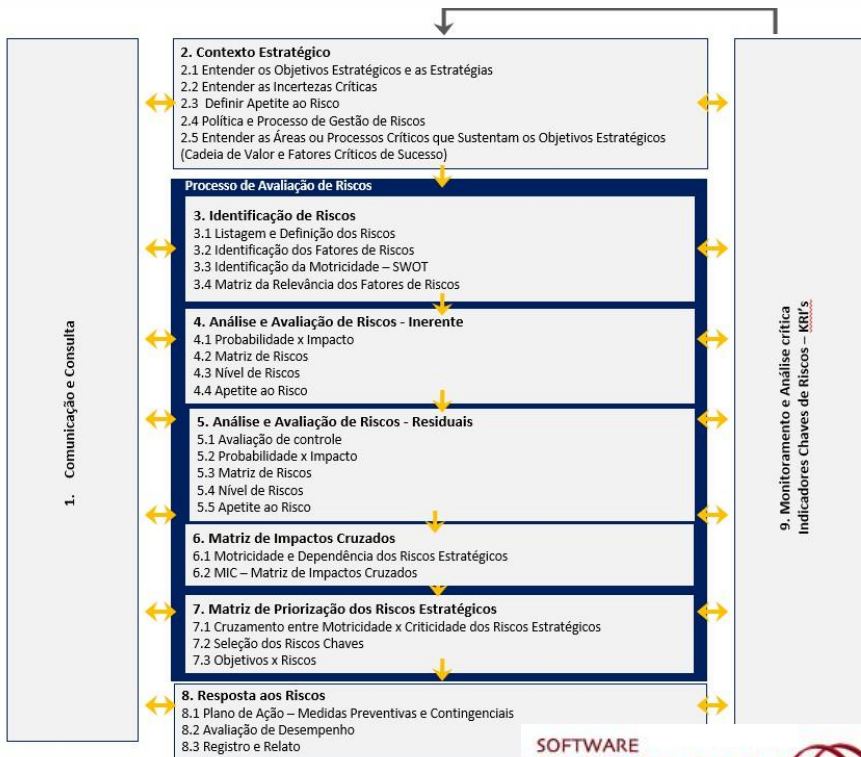 2. Contexto Estratégico
2.1 Entender os Objetivos Estratégicos e as Estratégias
2.2 Entender as Incertezas Críticas
2.3 Definir Apetite ao Risco
2.4 Política e Processo de Gestão de Riscos
2.5 Entender as Áreas ou Processos Críticos que Sustentam os Objetivos Estratégicos
(Cadeia de Valor e Fatores Críticos de Sucesso)
Processo de Avaliação de Riscos
3. Identificação de Riscos
3.1 Listagem e Definição dos Riscos
3.2 Identificação dos Fatores de Riscos
3.3 Identificação da Motricidade – SWOT
3.4 Matriz da Relevância dos Fatores de Riscos
4. Análise e Avaliação de Riscos - Inerente
4.1 Probabilidade x Impacto
4.2 Matriz de Riscos
4.3 Nível de Riscos
4.4 Apetite ao Risco
5. Análise e Avaliação de Riscos - Residuais
5.1 Avaliação de controle
5.2 Probabilidade x Impacto
5.3 Matriz de Riscos
5.4 Nível de Riscos
5.5 Apetite ao Risco
6. Matriz de Impactos Cruzados
6.1 Motricidade e Dependência dos Riscos Estratégicos
6.2 MIC – Matriz de Impactos Cruzados
7. Matriz de Priorização dos Riscos Estratégicos
7.1 Cruzamento entre Motricidade x Criticidade dos Riscos Estratégicos
7.2 Seleção dos Riscos Chaves
7.3 Objetivos x Riscos
8. Resposta aos Riscos
8.1 Plano de Ação – Medidas Preventivas e Contingenciais
8.2 Avaliação de Desempenho
8.3 Registro e Relato
1. Comunicação e Consulta
9. Monitoramento e Análise crítica
Indicadores Chaves de Riscos – KRI's
SOFTWARE